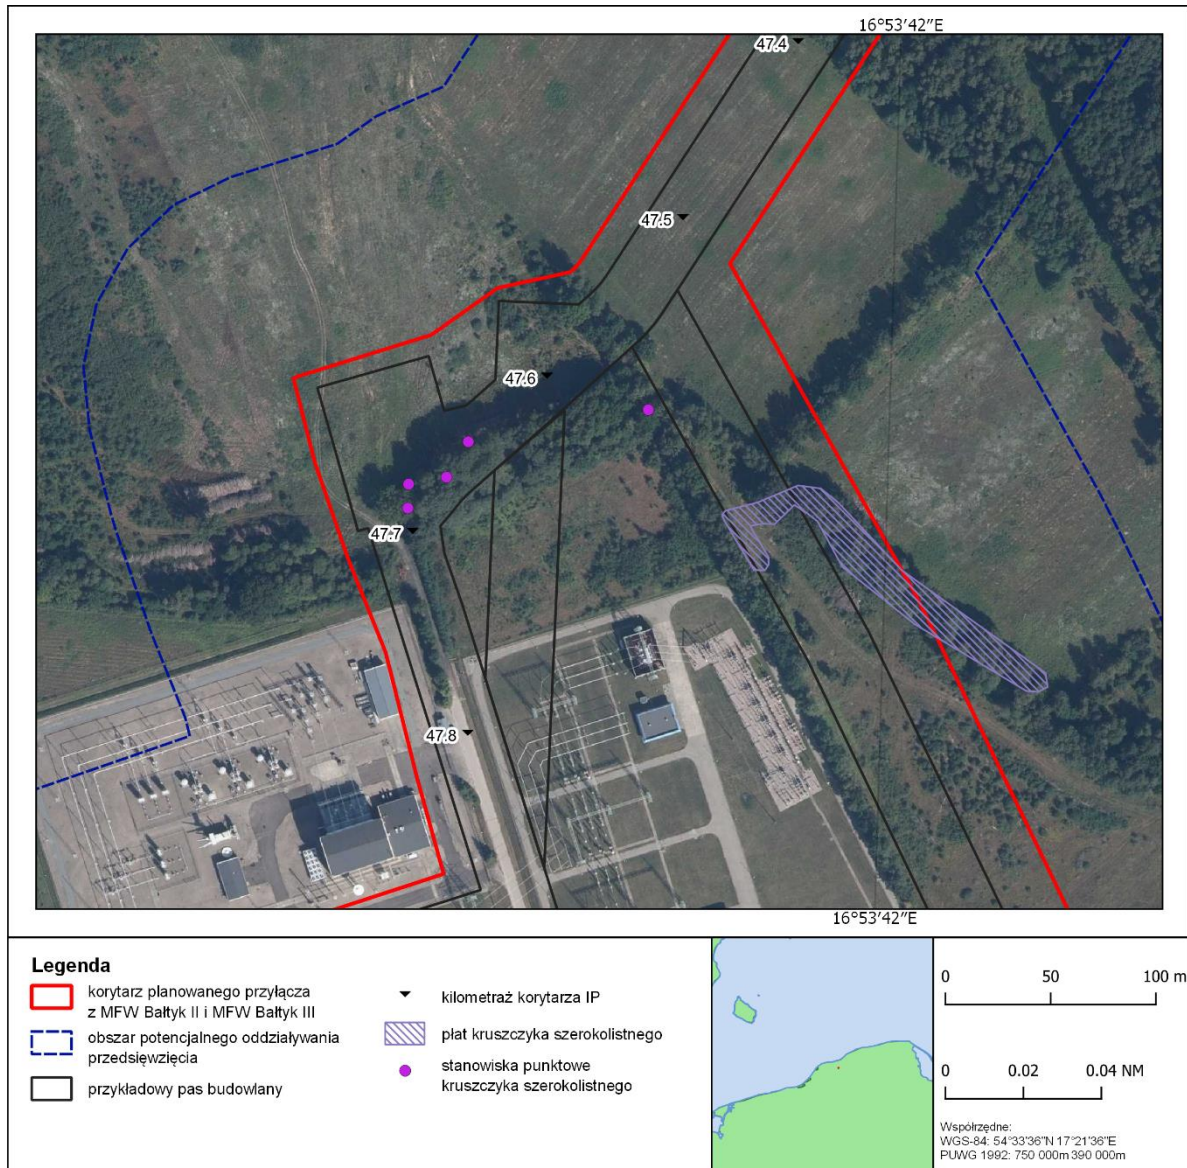 16°53′42″E
47.4
47.5
47.6
47.7
47.8
16°53′42″E
Legenda
korytarz planowanego przyłącza
z MFW Bałtyk II i MFW Bałtyk III
obszar potencjalnego oddziaływania
przedsięwzięcia
przykładowy pas budowlany
kilometraż korytarza IP
płat kruszczyka szerokolistnego
stanowiska punktowe
kruszczyka szerokolistnego
0 50 100 m
0 0.02 0.04 NM
Współrzędne:
WGS-84: 54°33'36"N 17°21'36"E
PUWG 1992: 750 000m 390 000m